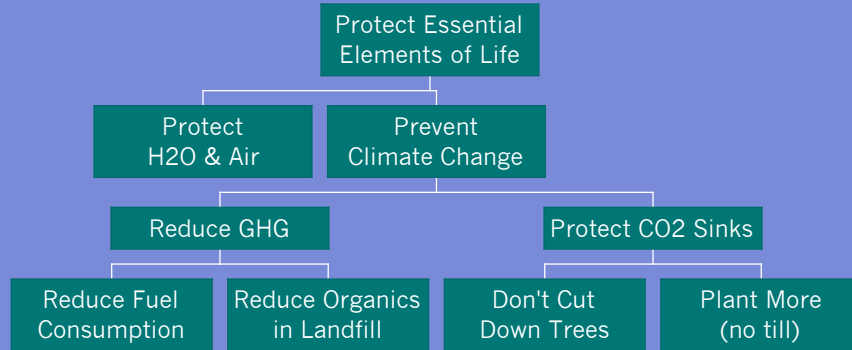 Protect Essential
Elements of Life
Protect
H2O & Air
Prevent
Climate Change
Reduce GHG
Protect CO2 Sinks
Reduce Fuel
Consumption
Reduce Organics
in Landfill
Don't Cut
Down Trees
Plant More
(no till)